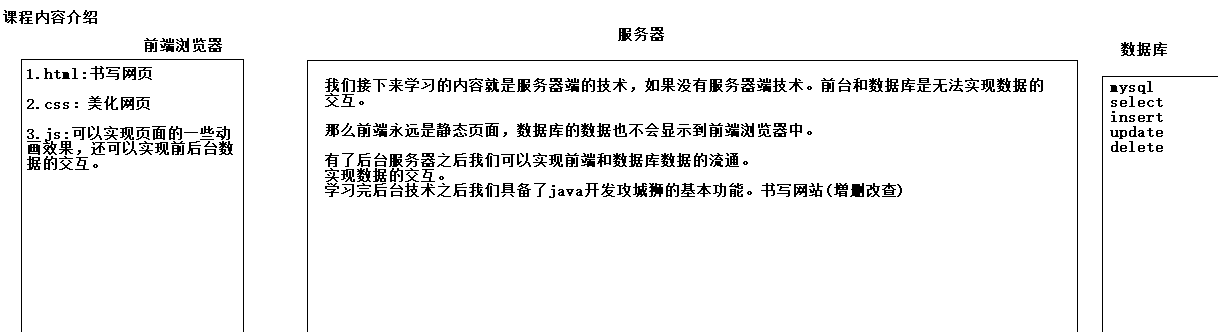 课程内容介绍
前端浏览器
1.html:书写网页
2.css：美化网页
3.js:可以实现页面的一些动
画效果，还可以实现前后台数
据的交互。
服务器
我们接下来学习的内容就是服务器端的技术，如果没有服务器端技术。前台和数据库是无法实现数据的
交互。
那么前端永远是静态页面，数据库的数据也不会显示到前端浏览器中。
有了后台服务器之后我们可以实现前端和数据库数据的流通。
实现数据的交互。
学习完后台技术之后我们具备了java开发攻城狮的基本功能。书写网站(增删改查)
数据库
mysql
select
insert
update
delete